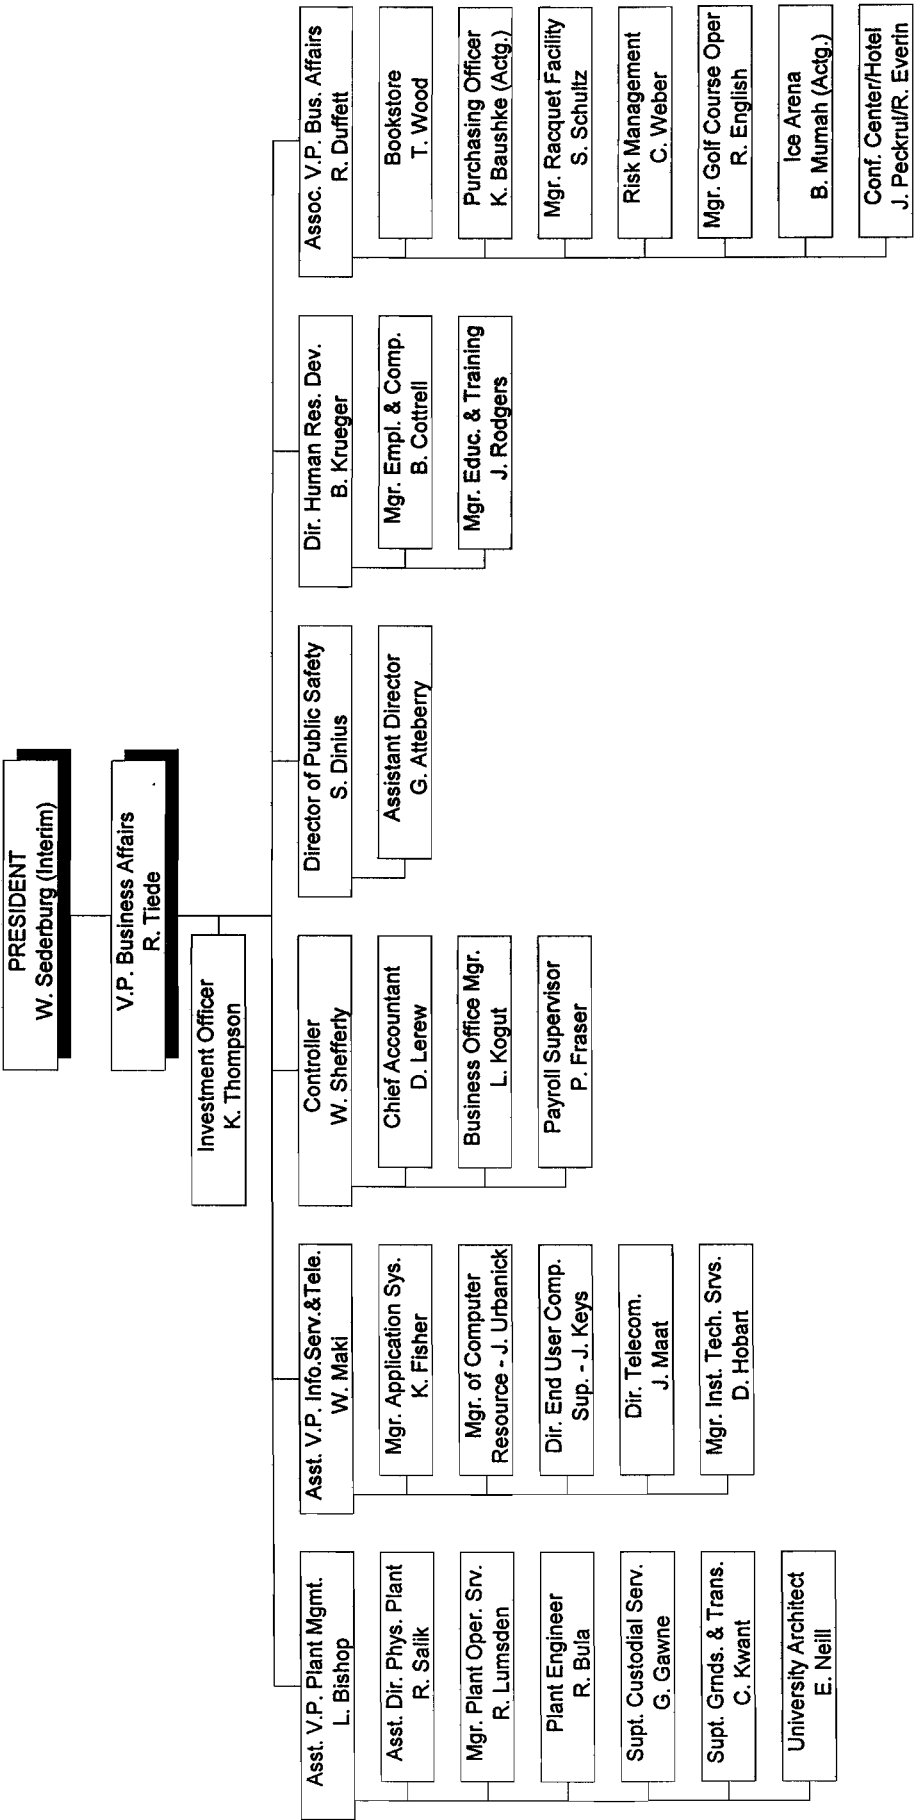 PRESIDENT
W. Sederburg (Interim)
V.P. Business Affairs
R. Tiede
Investment Officer
K. Thompson
Asst. V.P. Plant Mgmt.
L. Bishop
Asst. Dir. Phys. Plant
R. Salik
Mgr. Plant Oper. Srv.
R. Lumsden
Plant Engineer
R. Bula
Supt. Custodial Serv.
G. Gawne
Supt. Grnds. & Trans.
C. Kwant
University Architect
E. Neill
Asst. V.P. Info.Serv.&Tele.
W. Maki
Mgr. Application Sys.
K. Fisher
Mgr. of Computer
Resource - J. Urbanick
Dir. End User Comp.
Sup. - J. Keys
Dir. Telecom.
J. Maat
Mgr. Inst. Tech. Srvs.
D. Hobart
Controller
W. Shefferly
Chief Accountant
D. Lerew
Business Office Mgr.
L. Kogut
Payroll Supervisor
P. Fraser
Director of Public Safety
S. Dinius
Assistant Director
G. Atteberry
Dir. Human Res. Dev.
B. Krueger
Mgr. Empl. & Comp.
B. Cottrell
Mgr. Educ. & Training
J. Rodgers
Assoc. V.P. Bus. Affairs
R. Duffett
Bookstore
T. Wood
Purchasing Officer
K. Baushke (Actg.)
Mgr. Racquet Facility
S. Schultz
Risk Management
C. Weber
Mgr. Golf Course Oper
R. English
Ice Arena
B. Mumah (Actg.)
Conf. Center/Hotel
J. Peckrul/R. Everin